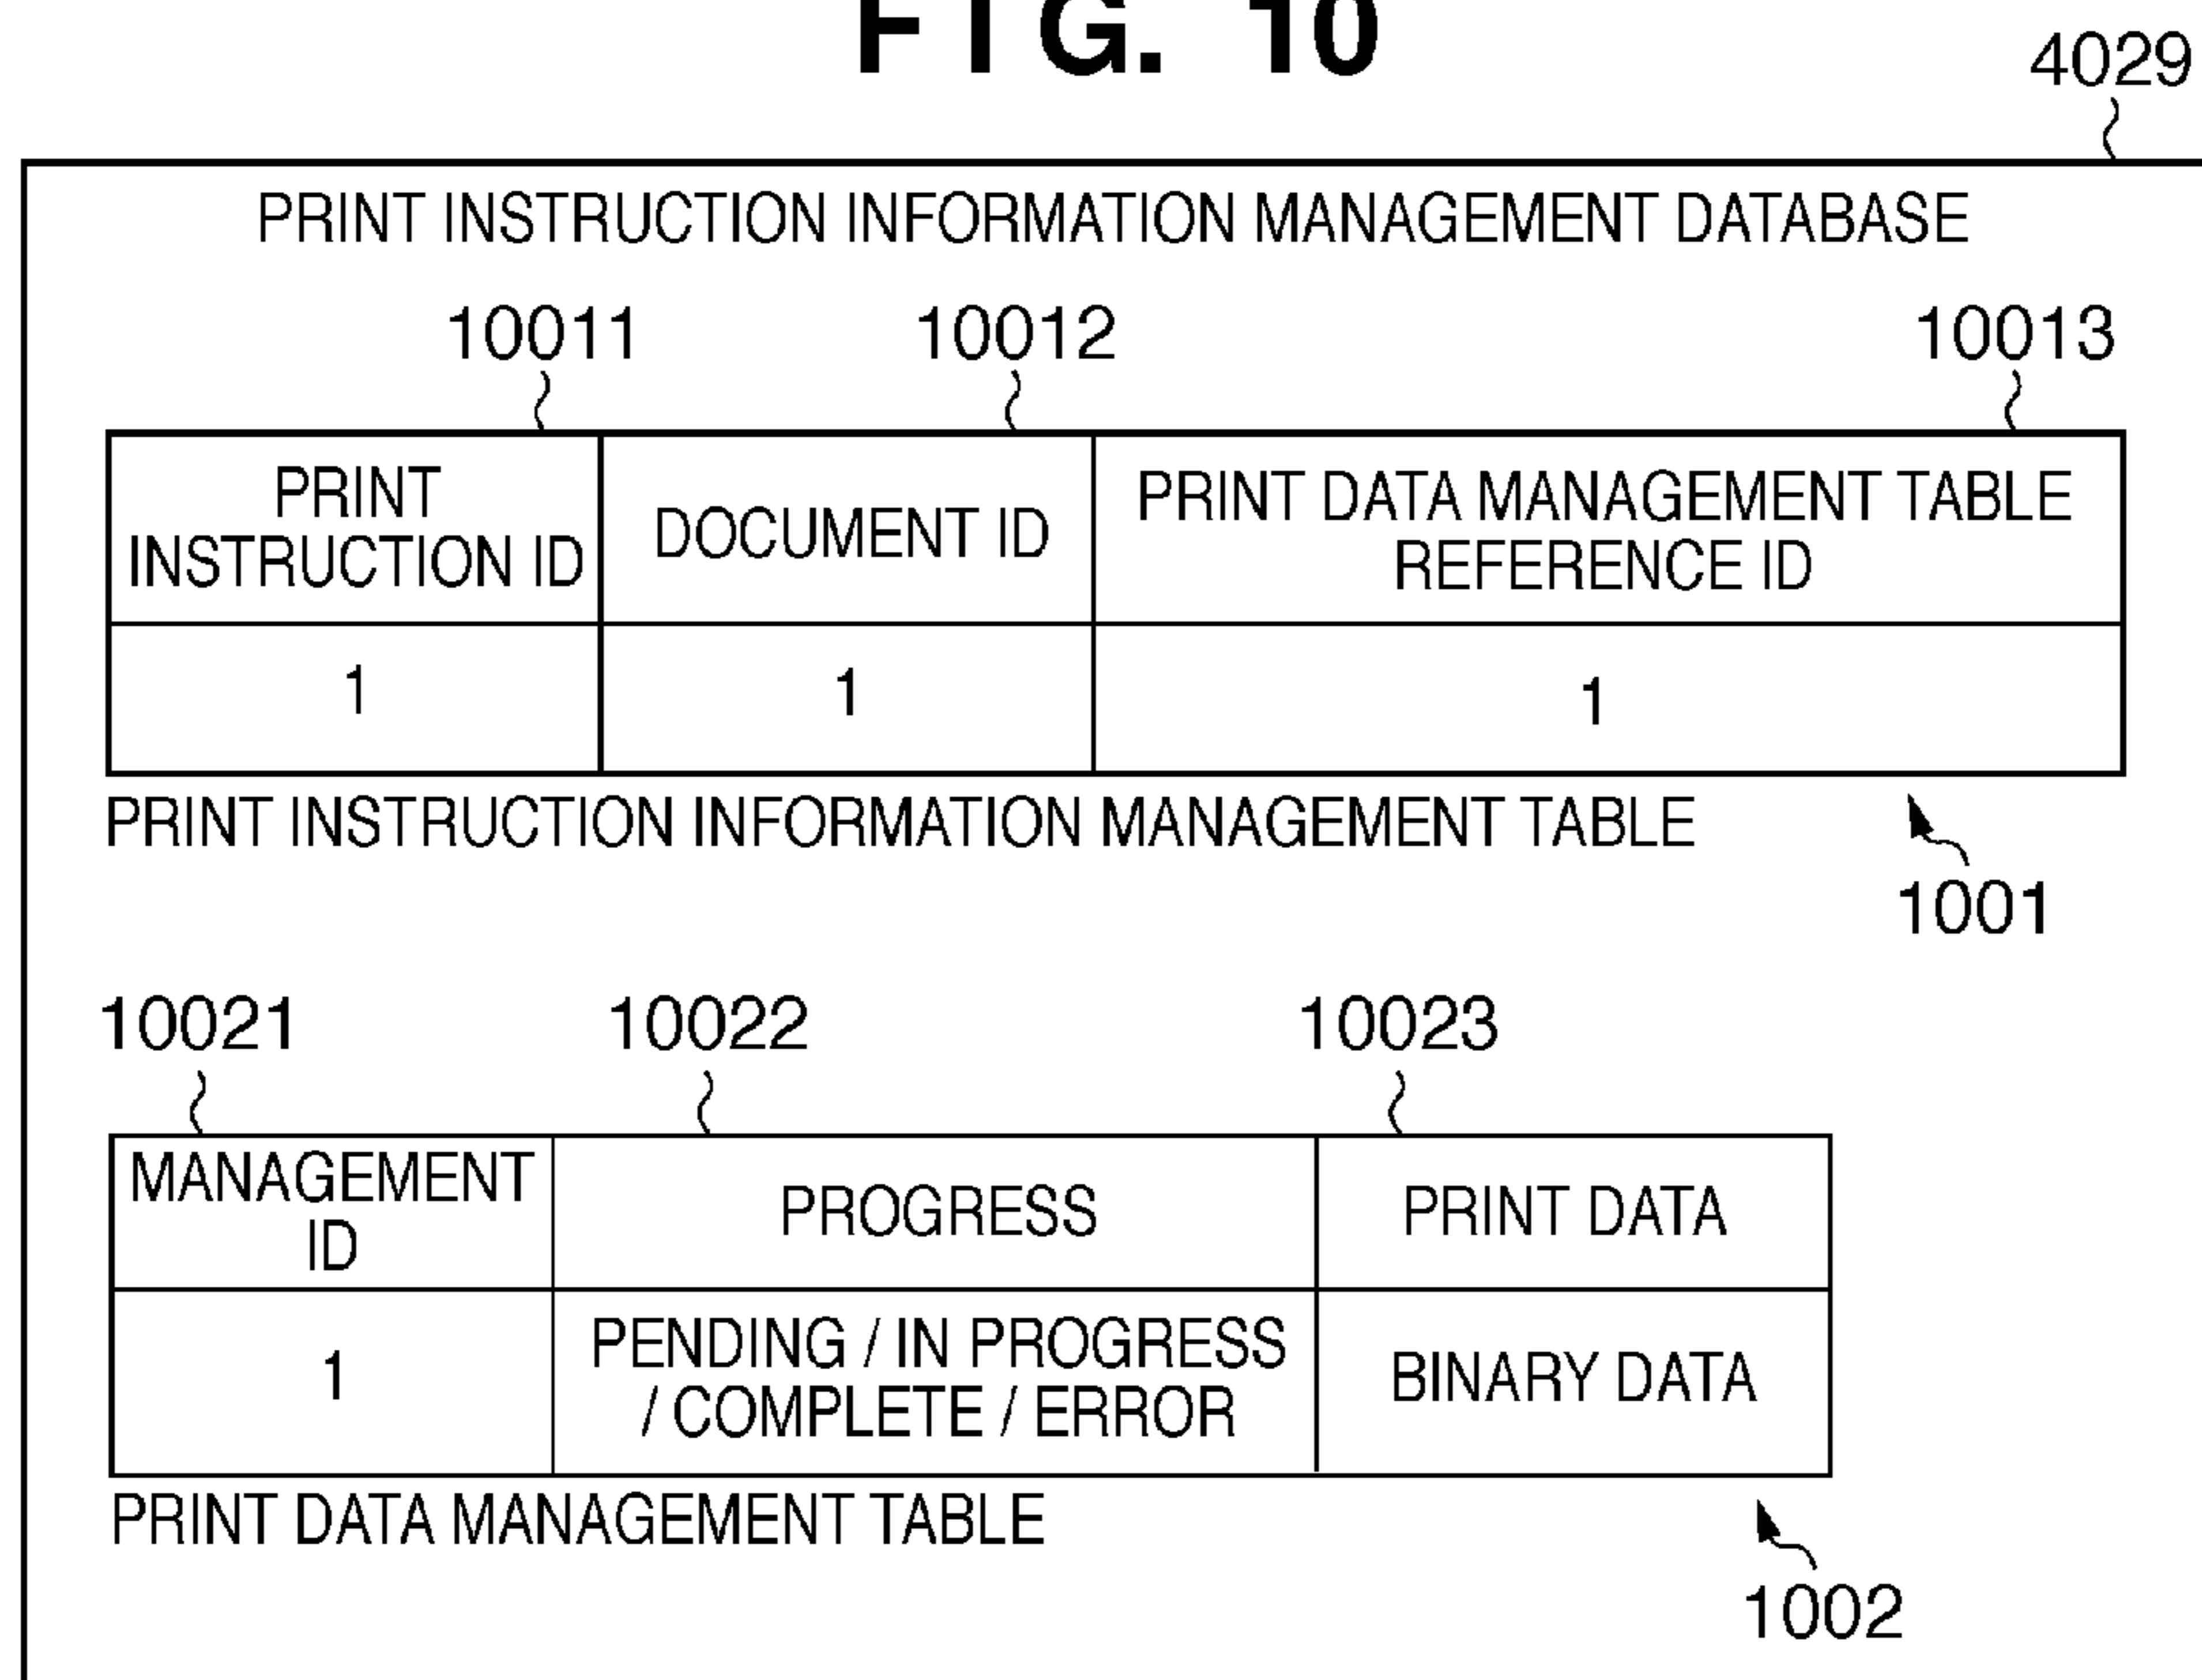 FIG. 10
4029
PRINT INSTRUCTION INFORMATION MANAGEMENT DATABASE
10011 10012 10013
PRINT
INSTRUCTION ID
DOCUMENT ID
PRINT DATA MANAGEMENT TABLE
REFERENCE ID
1 1 1
PRINT INSTRUCTION INFORMATION MANAGEMENT TABLE
1001
10021 10022 10023
MANAGEMENT
ID
PROGRESS
PRINT DATA
1
PENDING / IN PROGRESS
/ COMPLETE / ERROR
BINARY DATA
PRINT DATA MANAGEMENT TABLE
1002